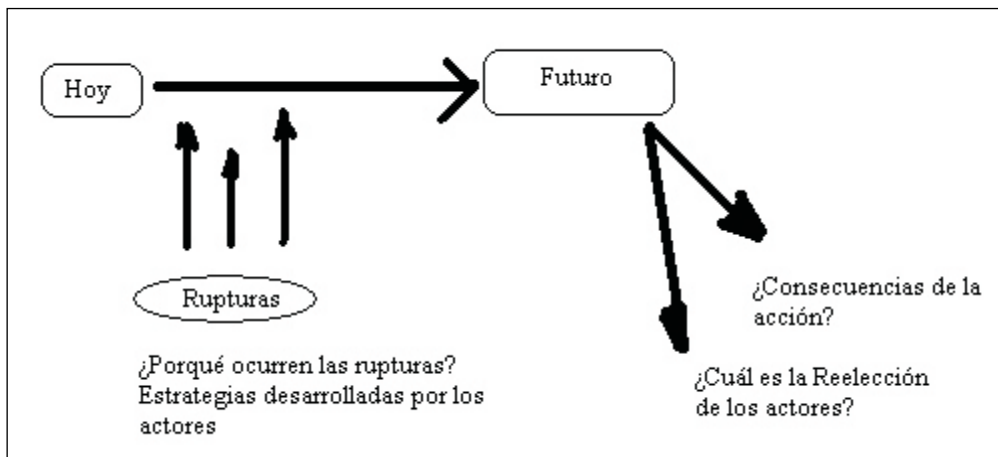 Hoy
Futuro
Rupturas
¿Porqué ocurren las rupturas?
Estrategias desarrolladas por los
actores
¿Consecuencias de la
acción?
¿Cuál es la Reelección
de los actores?